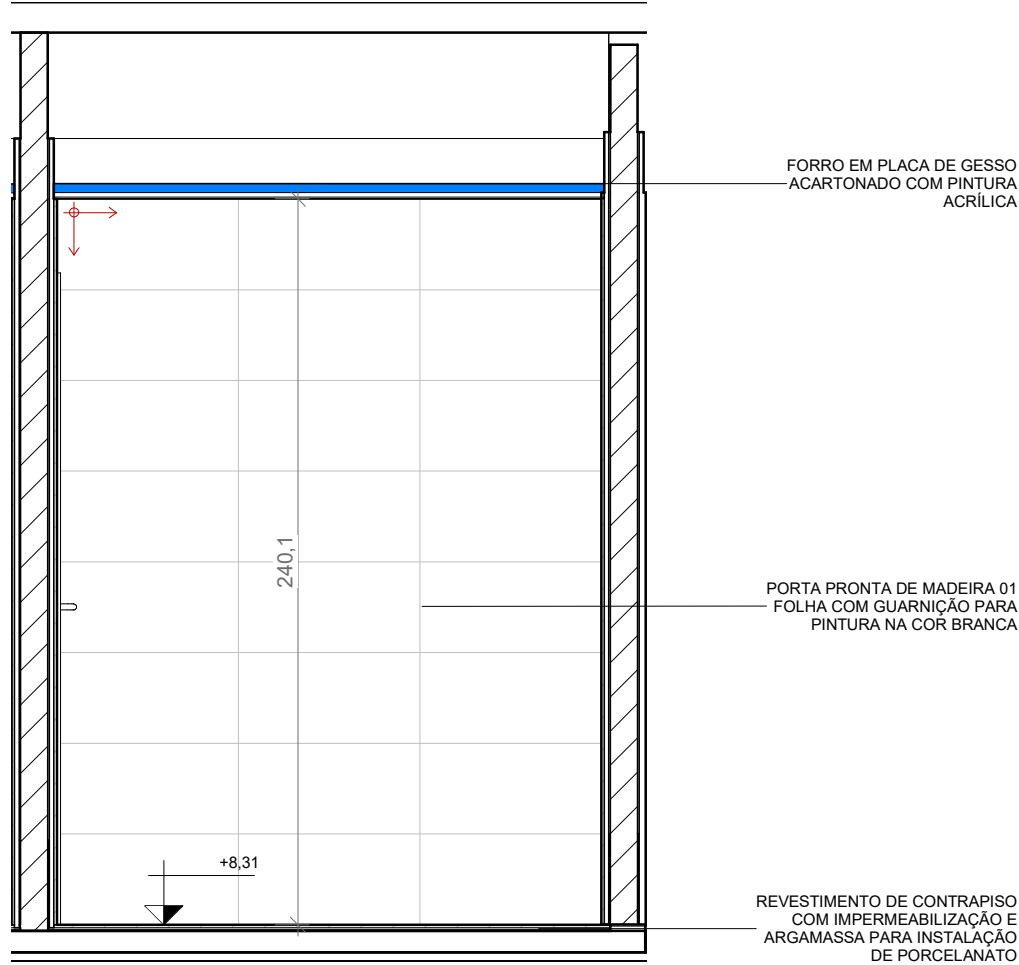 FORRO EM PLACA DE GESSO
ACARTONADO COM PINTURA
ACRÍLICA
240,1
PORTA PRONTA DE MADEIRA 01
FOLHA COM GUARNIÇÃO PARA
PINTURA NA COR BRANCA
+8,31
REVESTIMENTO DE CONTRAPISO
COM IMPERMEABILIZAÇÃO E
ARGAMASSA PARA INSTALAÇÃO
DE PORCELANATO